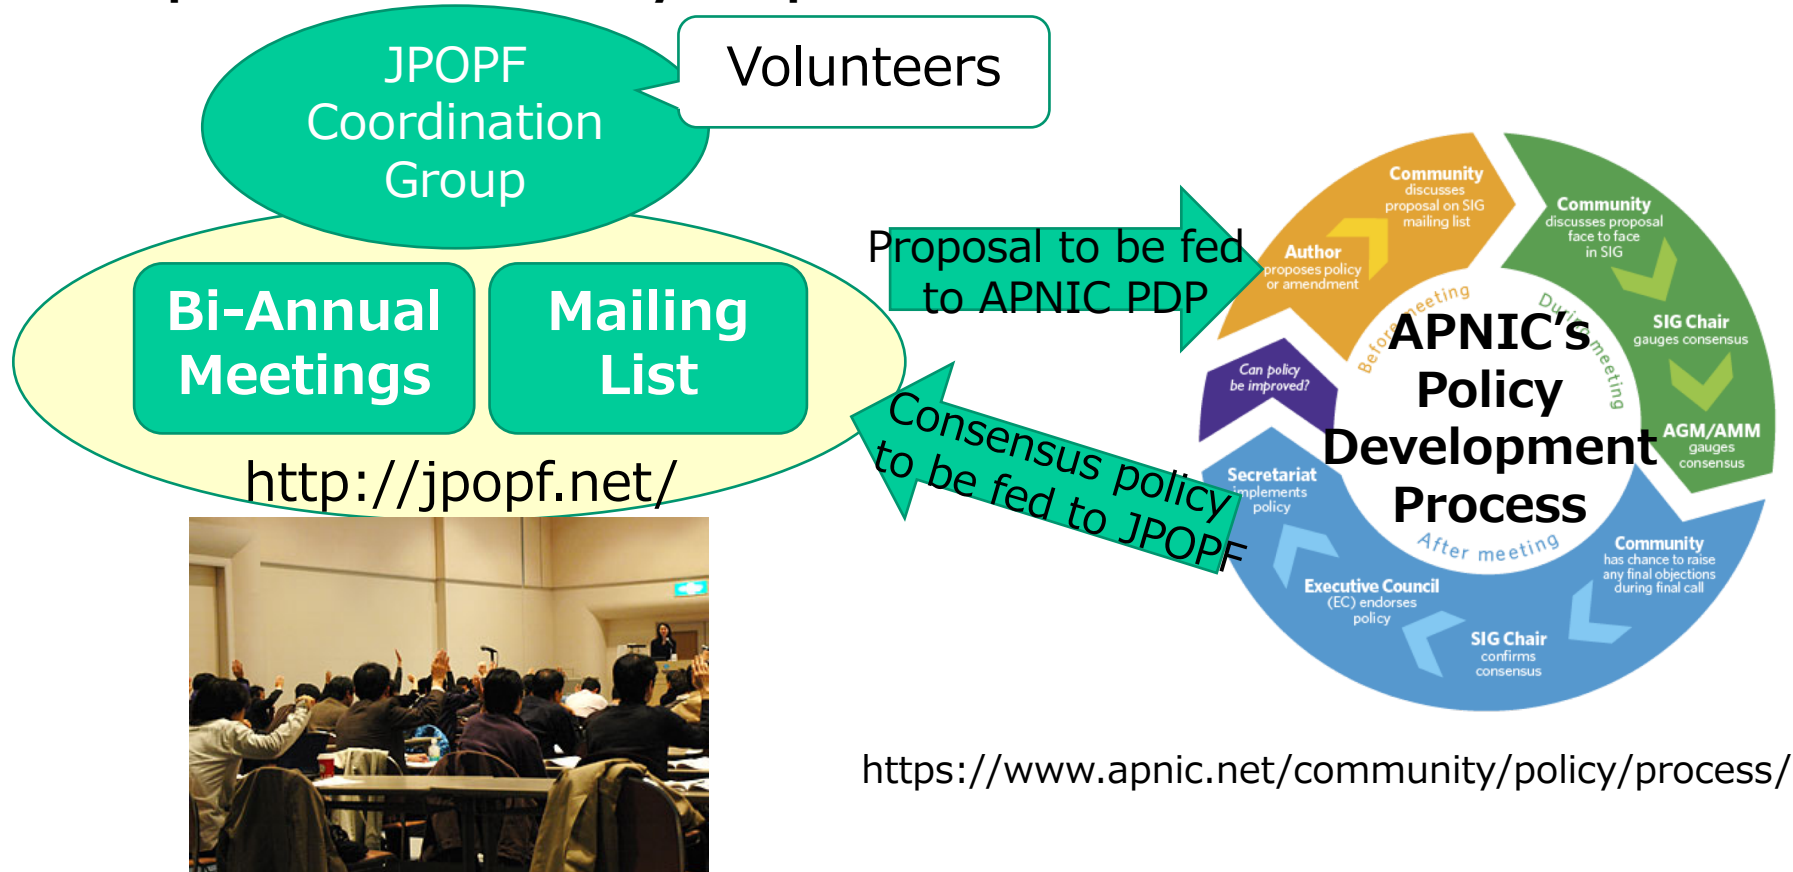 JPOPF
Coordination
Group
Volunteers
Bi-Annual
Meetings
Mailing
List
http://jpopf.net/
Proposal to be fed
to APNIC PDP
Consensus policy
to be fed to JPOPF
APNIC's
Policy
Development
Process
Before meeting
During meeting
After meeting
Author
proposes policy
or amendment
Community
discusses
proposal on SIG
mailing list
Community
discusses proposal
face to face
in SIG
SIG Chair
gauges consensus
AGM/AMM
gauges
consensus
Community
has chance to raise
any final objections
during final call
SIG Chair
confirms
consensus
Executive Council
(EC) endorses
policy
Secretariat
implements
policy
Can policy
be improved?
https://www.apnic.net/community/policy/process/